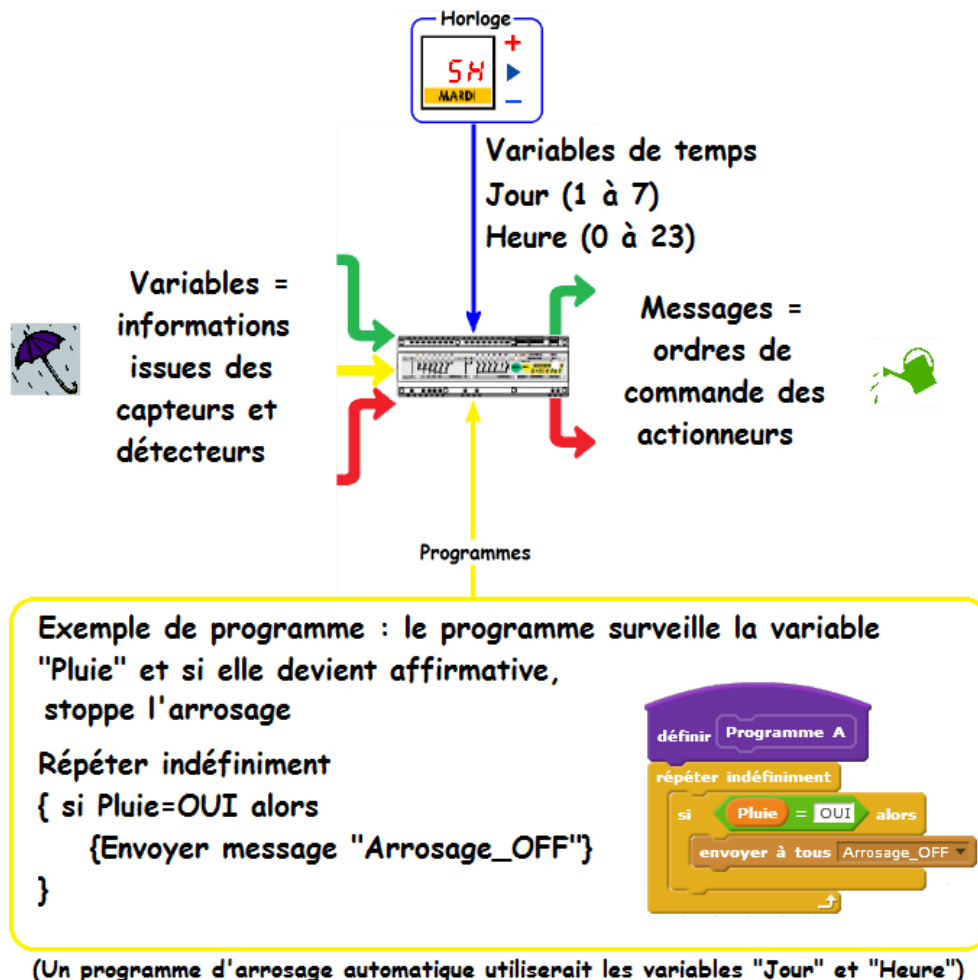 Horloge
+
5H
MARDI
−
Variables de temps
Jour (1 à 7)
Heure (0 à 23)
Variables =
informations
issues des
capteurs et
détecteurs
Messages =
ordres de
commande des
actionneurs
Programmes
Exemple de programme : le programme surveille la variable
"Pluie" et si elle devient affirmative,
stoppe l'arrosage
Répéter indéfiniment
{ si Pluie=OUI alors
{Envoyer message "Arrosage_OFF"}
}
définir Programme A
répéter indéfiniment
si Pluie = OUI alors
envoyer à tous Arrosage_OFF
(Un programme d'arrosage automatique utiliserait les variables "Jour" et "Heure")